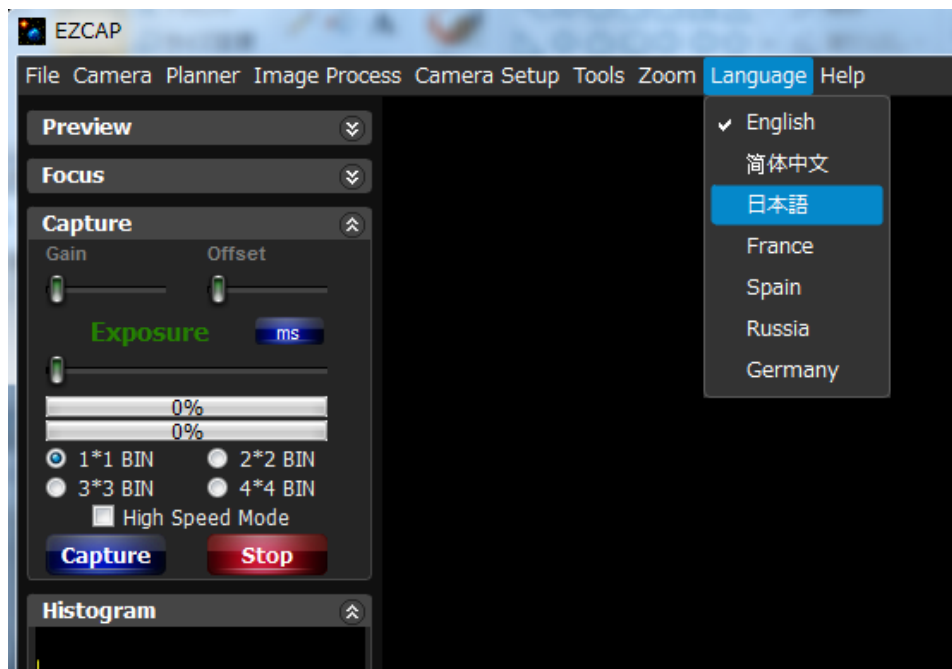 EZCAP
File Camera Planner Image Process Camera Setup Tools Zoom Language Help
Preview
Focus
Capture
Gain Offset
Exposure ms
0%
0%
1*1 BIN 2*2 BIN
3*3 BIN 4*4 BIN
High Speed Mode
Capture Stop
Histogram
English
简体中文
日本語
France
Spain
Russia
Germany